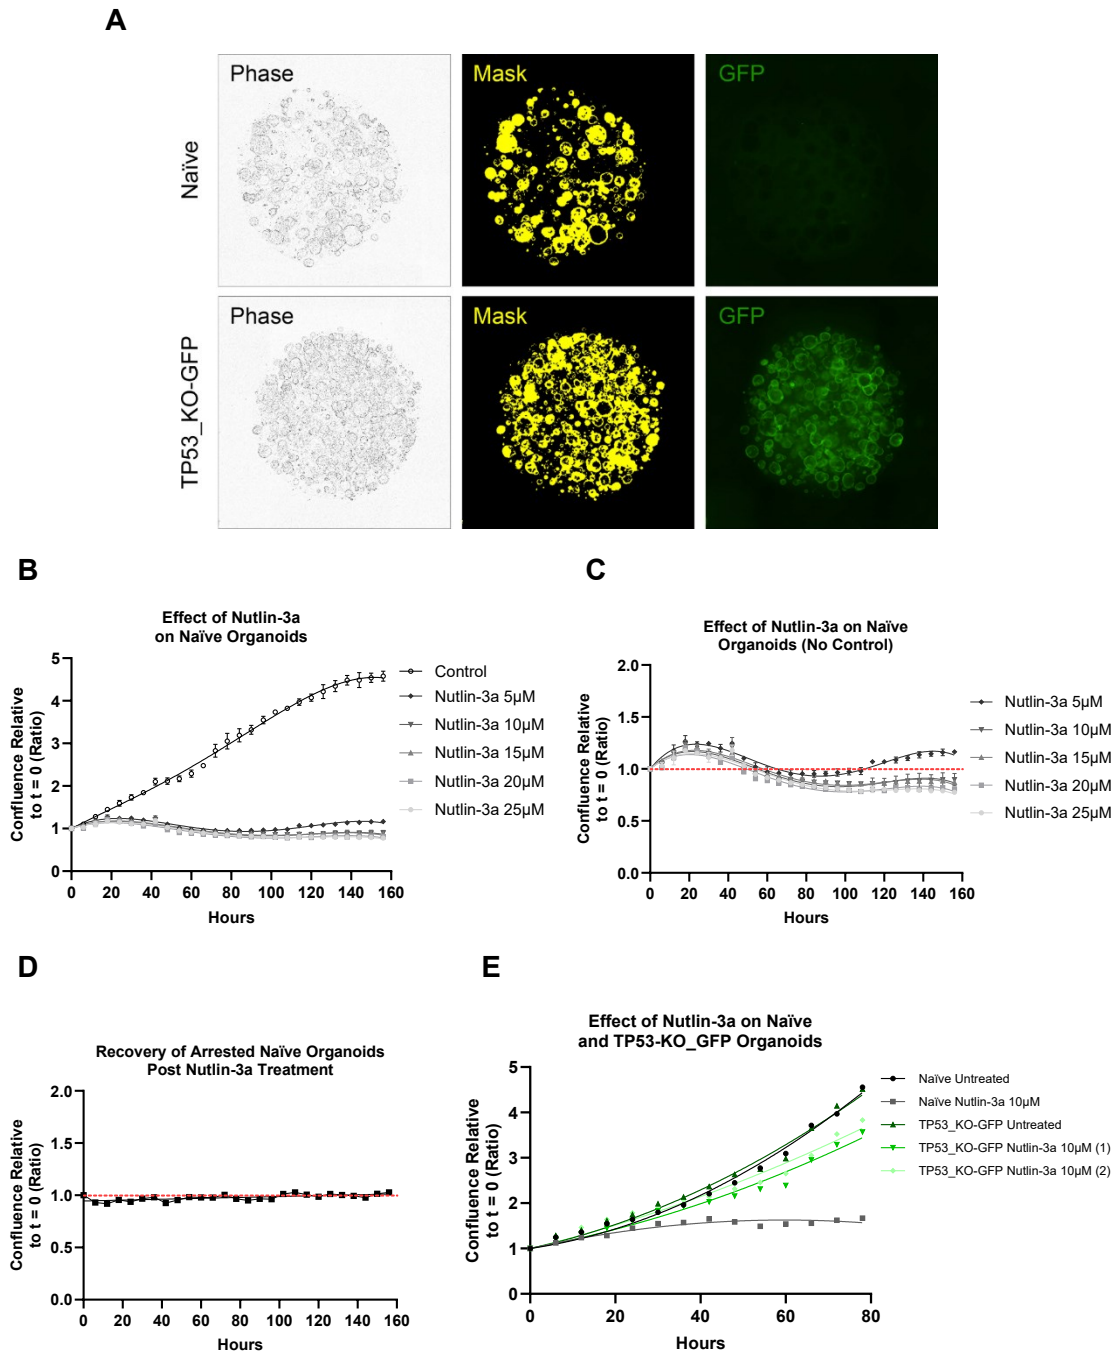 A
Phase
Mask
GFP
Naïve
Phase
Mask
GFP
TP53_KO-GFP
B
Effect of Nutlin-3a
on Naïve Organoids
Confluence Relative
to t = 0 (Ratio)
5
4
3
2
1
0
0 20 40 60 80 100 120 140 160
Hours
Control
Nutlin-3a 5µM
Nutlin-3a 10µM
Nutlin-3a 15µM
Nutlin-3a 20µM
Nutlin-3a 25µM
C
Effect of Nutlin-3a on Naïve
Organoids (No Control)
Confluence Relative
to t = 0 (Ratio)
2.0
1.5
1.0
0.5
0.0
0 20 40 60 80 100 120 140 160
Hours
Nutlin-3a 5µM
Nutlin-3a 10µM
Nutlin-3a 15µM
Nutlin-3a 20µM
Nutlin-3a 25µM
D
Recovery of Arrested Naïve Organoids
Post Nutlin-3a Treatment
Confluence Relative
to t = 0 (Ratio)
2.0
1.5
1.0
0.5
0.0
0 20 40 60 80 100 120 140 160
Hours
E
Effect of Nutlin-3a on Naïve
and TP53-KO_GFP Organoids
Confluence Relative
to t = 0 (Ratio)
5
4
3
2
1
0
0 20 40 60 80
Hours
Naïve Untreated
Naïve Nutlin-3a 10µM
TP53_KO-GFP Untreated
TP53_KO-GFP Nutlin-3a 10µM (1)
TP53_KO-GFP Nutlin-3a 10µM (2)